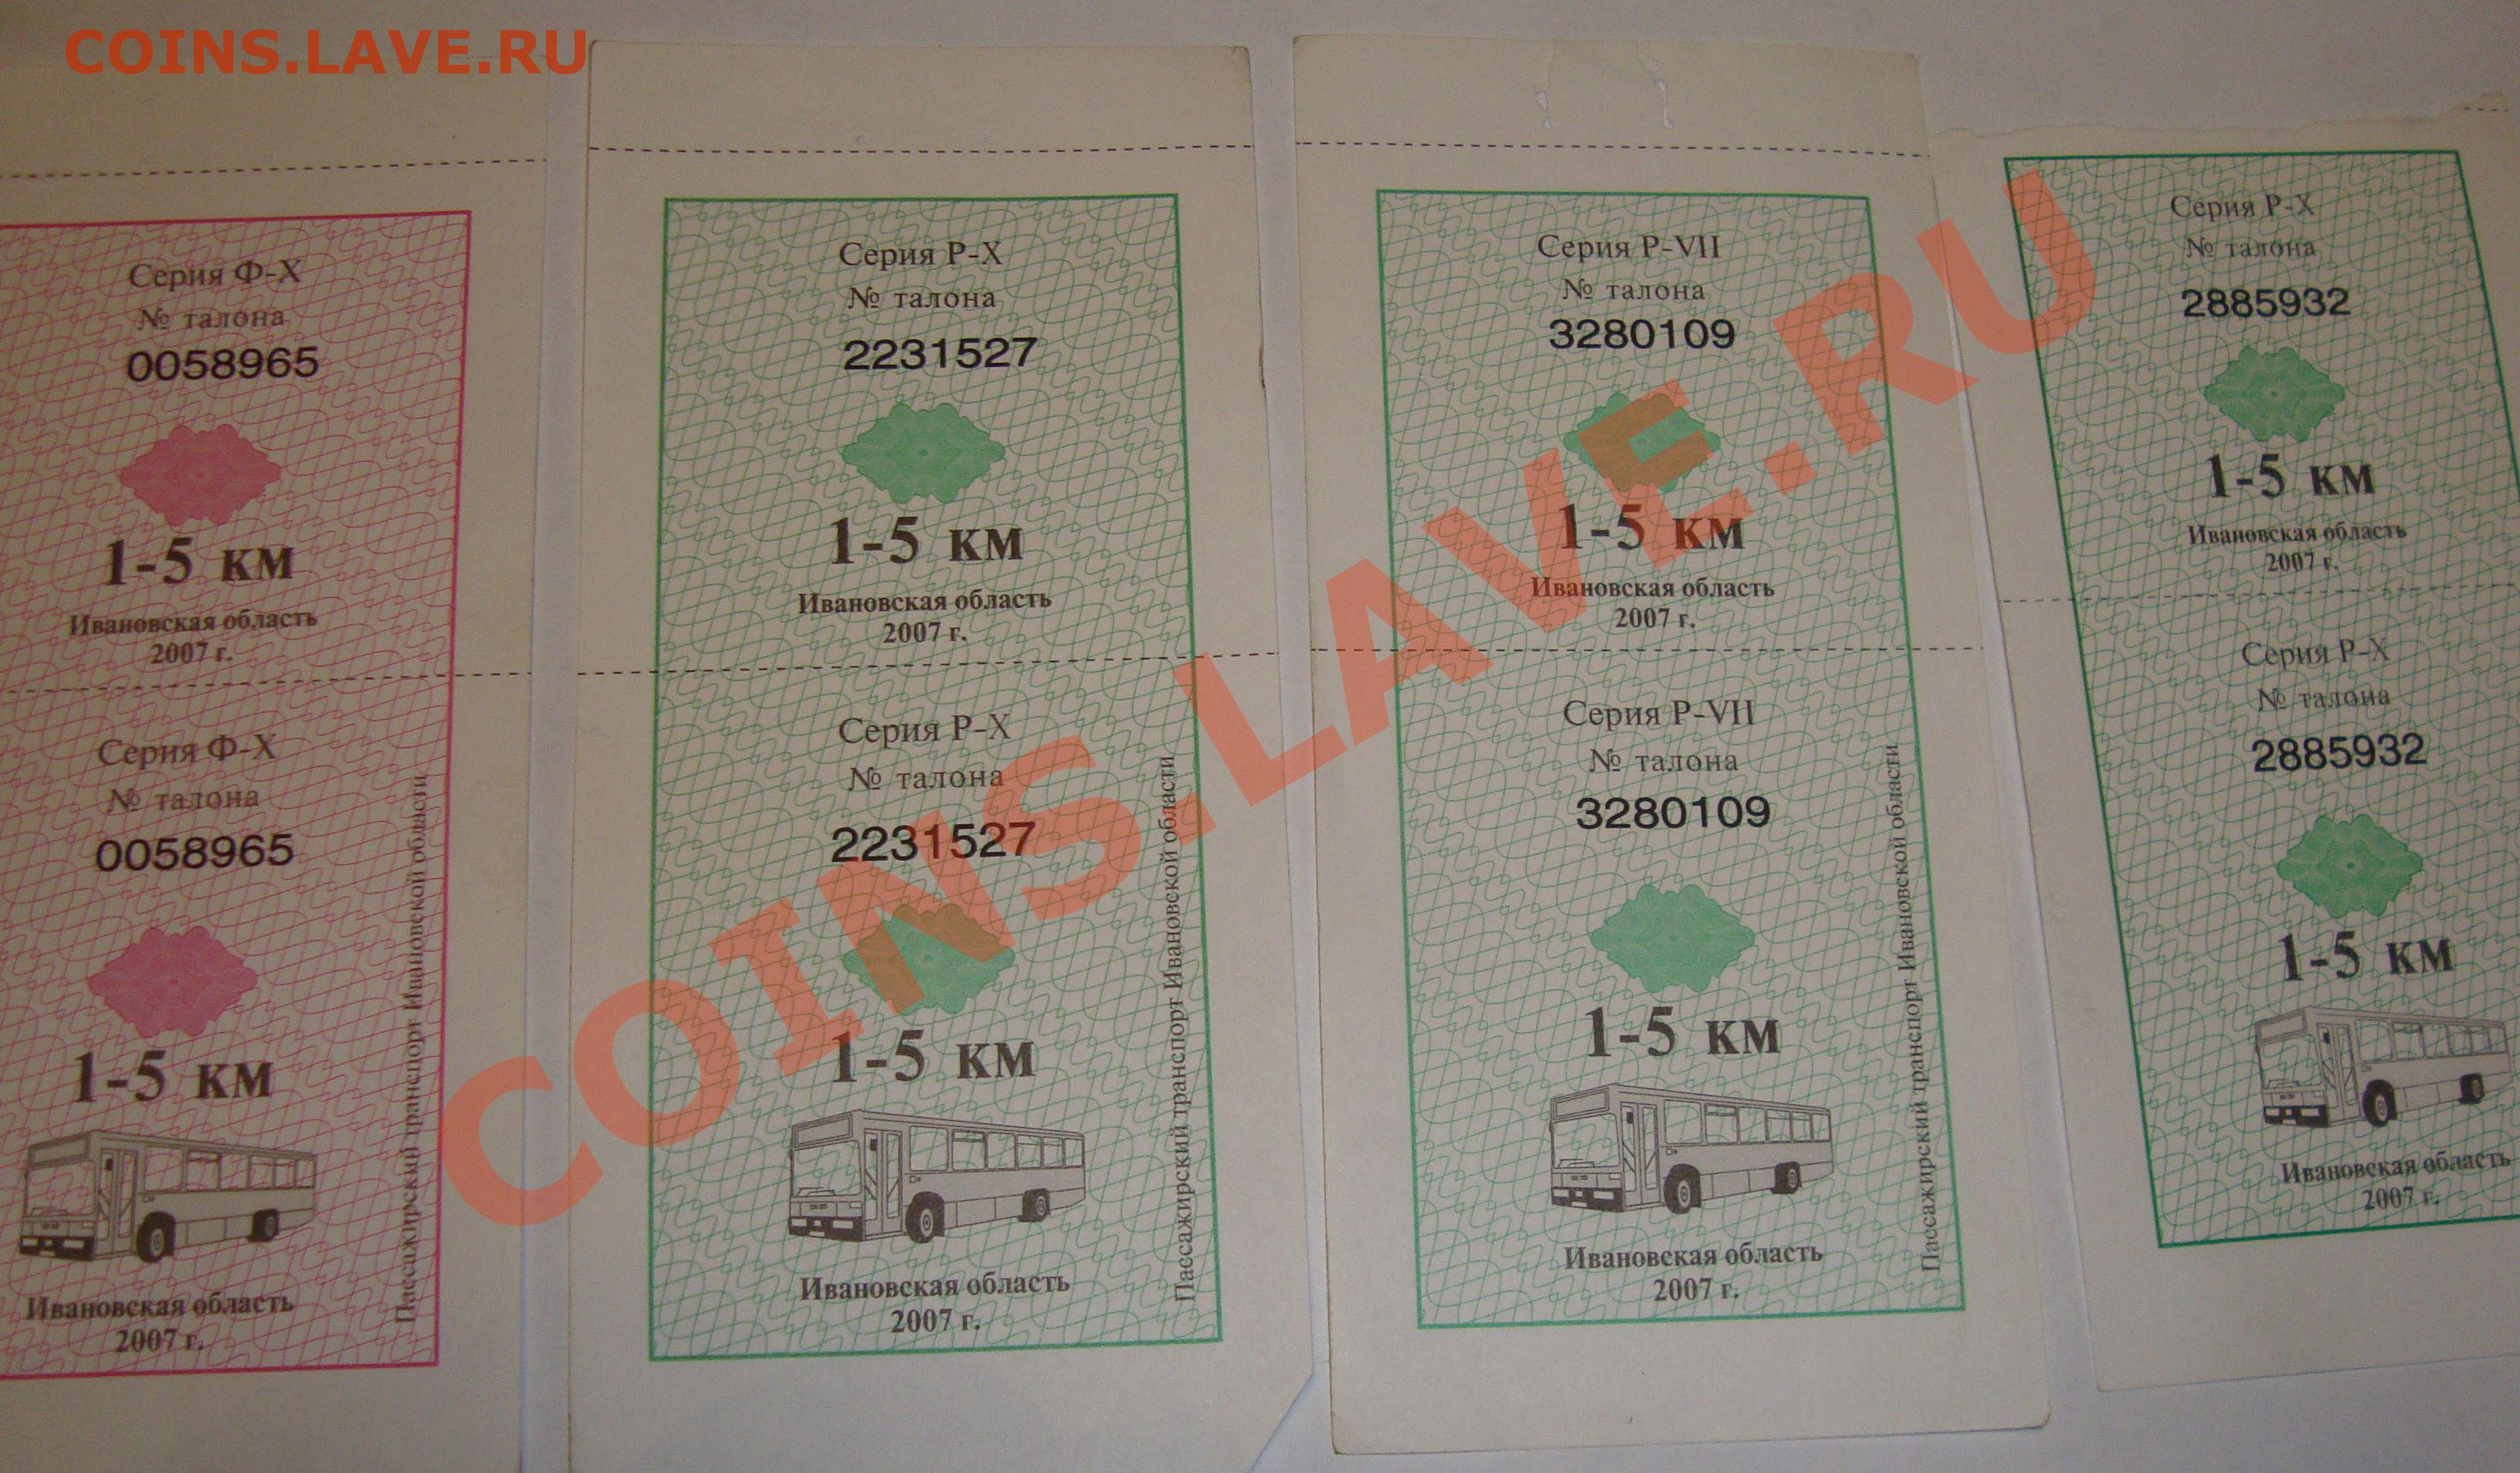 COINS.LAVE.RU
Серия Ф-X
№ талона
0058965
1-5 км
Ивановская область
2007 г.
Серия Ф-X
№ талона
0058965
1-5 км
Ивановская область
2007 г.
Пассажирский транспорт Ивановской области
Серия Р-X
№ талона
2231527
1-5 км
Ивановская область
2007 г.
Серия Р-X
№ талона
2231527
1-5 км
Ивановская область
2007 г.
Пассажирский транспорт Ивановской области
Серия Р-VII
№ талона
3280109
1-5 км
Ивановская область
2007 г.
Серия Р-VII
№ талона
3280109
1-5 км
Ивановская область
2007 г.
Пассажирский транспорт Ивановской области
Серия Р-X
№ талона
2885932
1-5 км
Ивановская область
2007 г.
Серия Р-X
№ талона
2885932
1-5 км
Ивановская область
2007 г.
COINS.LAVE.RU